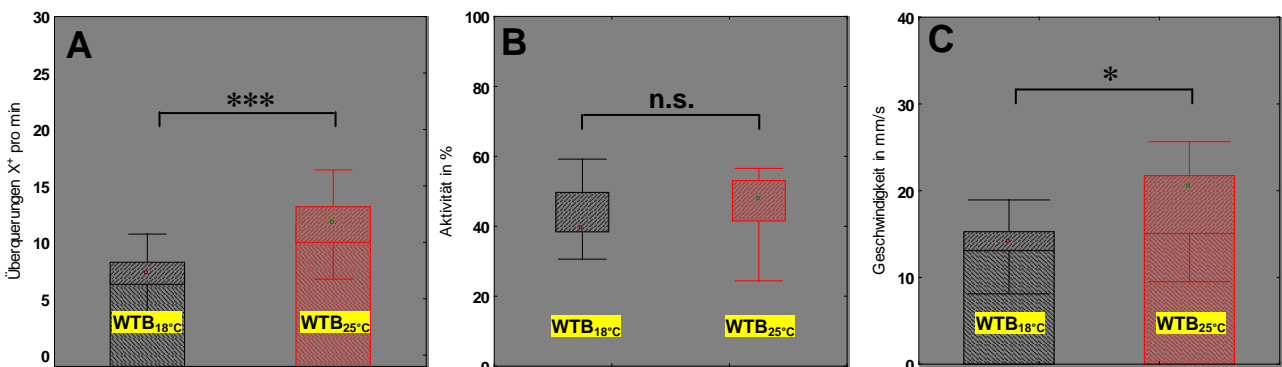 A
Überquerungen X⁺ pro min
30
25
20
15
10
5
0
***
WTB18°C
WTB25°C
B
Aktivität in %
100
80
60
40
20
0
n.s.
WTB18°C
WTB25°C
C
Geschwindigkeit in mm/s
40
30
20
10
0
*
WTB18°C
WTB25°C